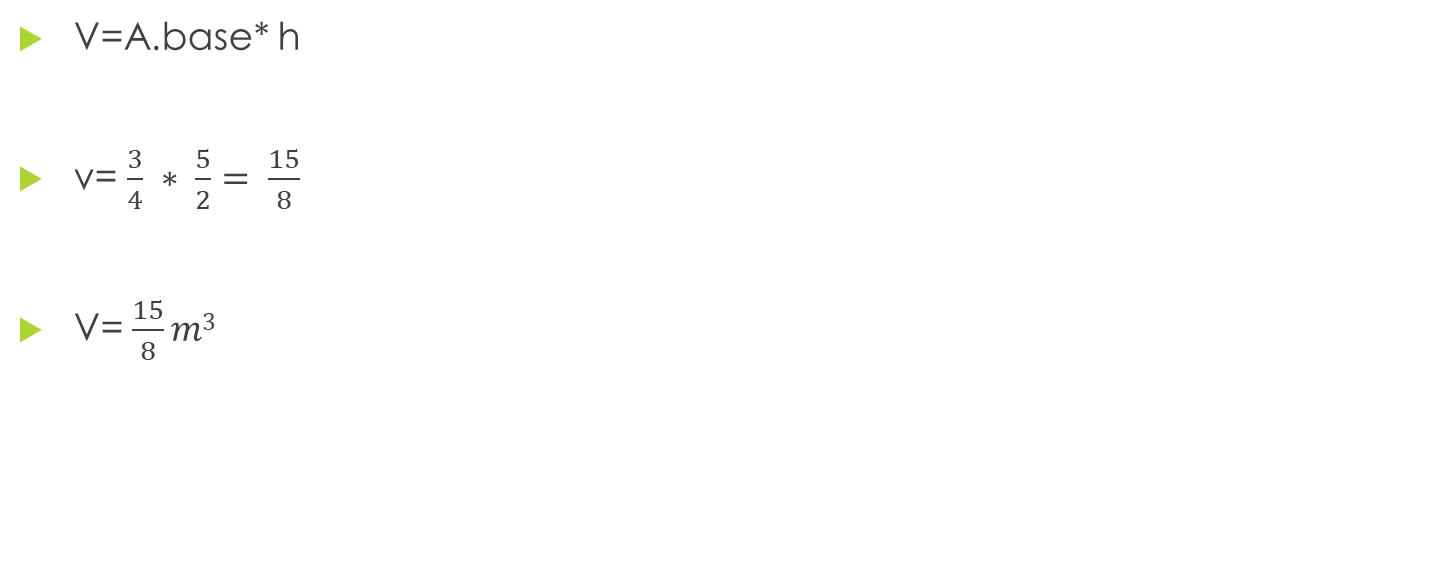 V=A.base* h
v= 3/4 * 5/2 = 15/8
V= 15/8 m³